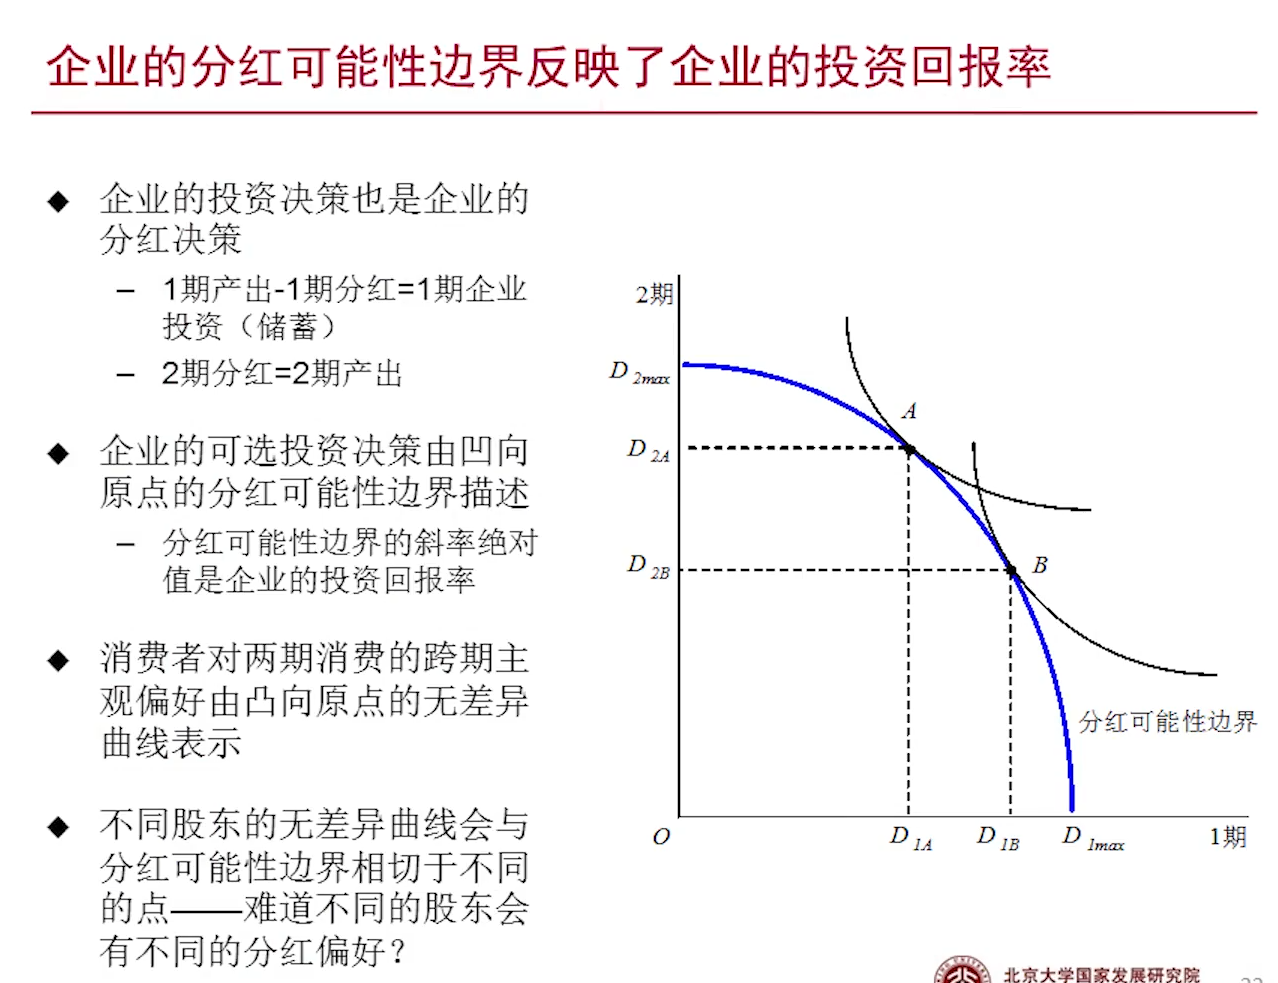 企业的分红可能性边界反映了企业的投资回报率
◆ 企业的投资决策也是企业的
分红决策
– 1期产出-1期分红=1期企业
投资（储蓄）
– 2期分红=2期产出
◆ 企业的可选投资决策由凹向
原点的分红可能性边界描述
– 分红可能性边界的斜率绝对
值是企业的投资回报率
◆ 消费者对两期消费的跨期主
观偏好由凸向原点的无差异
曲线表示
◆ 不同股东的无差异曲线会与
分红可能性边界相切于不同
的点——难道不同的股东会
有不同的分红偏好？
2期
D 2max
A
D 2A
D 2B
B
分红可能性边界
O
D 1A
D 1B
D 1max
1期
北京大学国家发展研究院